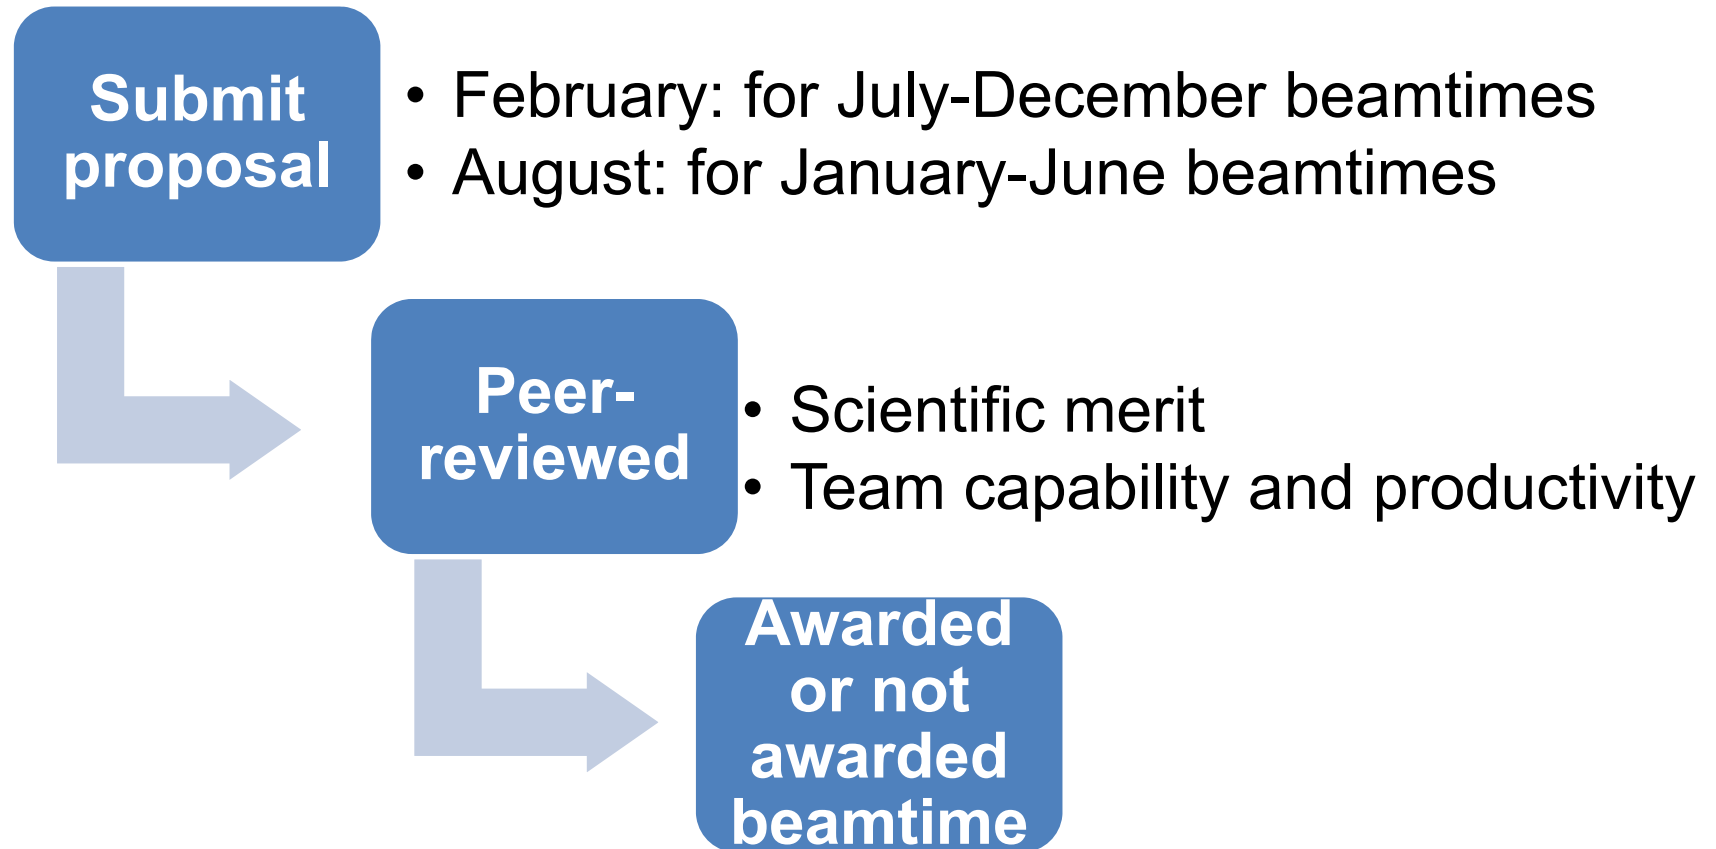 Submit
proposal
• February: for July-December beamtimes
• August: for January-June beamtimes
Peer-
reviewed
• Scientific merit
• Team capability and productivity
Awarded
or not
awarded
beamtime